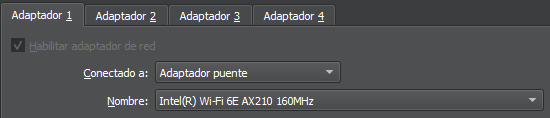 Adaptador 1 Adaptador 2 Adaptador 3 Adaptador 4
Habilitar adaptador de red
Conectado a: Adaptador puente
Nombre: Intel(R) Wi-Fi 6E AX210 160MHz